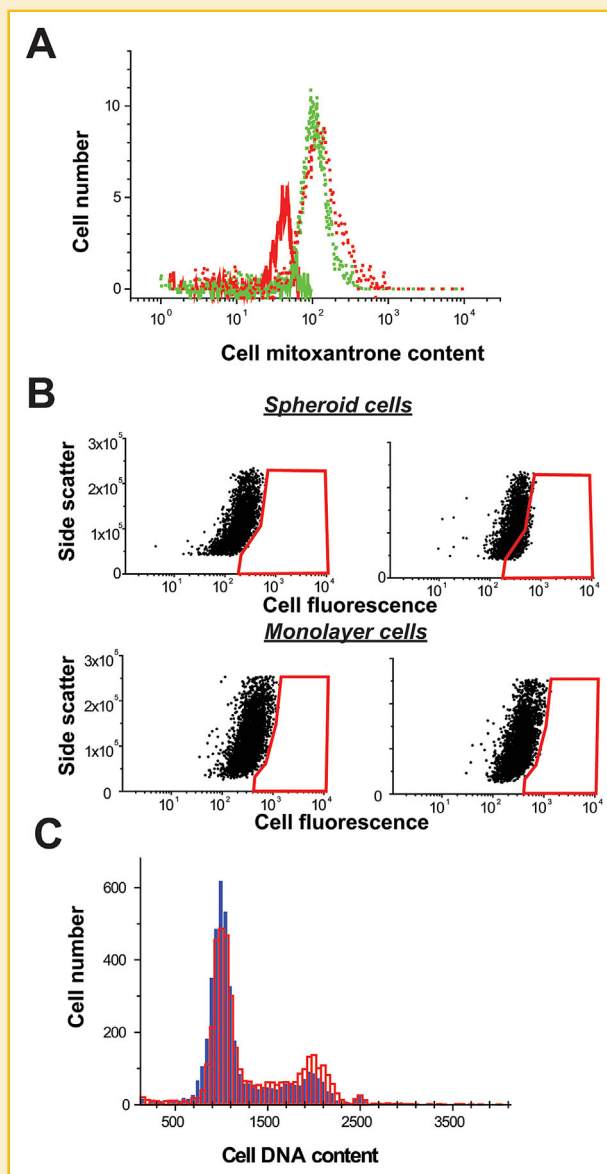 A
Cell number
10
5
0
10⁰ 10¹ 10² 10³ 10⁴
Cell mitoxantrone content
B
Spheroid cells
Side scatter
3x10⁵
2x10⁵
1x10⁵
0
0
10¹ 10² 10³ 10⁴
10¹ 10² 10³ 10⁴
Cell fluorescence
Monolayer cells
Side scatter
3x10⁵
2x10⁵
1x10⁵
0
0
10¹ 10² 10³ 10⁴
10¹ 10² 10³ 10⁴
Cell fluorescence
C
Cell number
600
400
200
0
500 1500 2500 3500
Cell DNA content